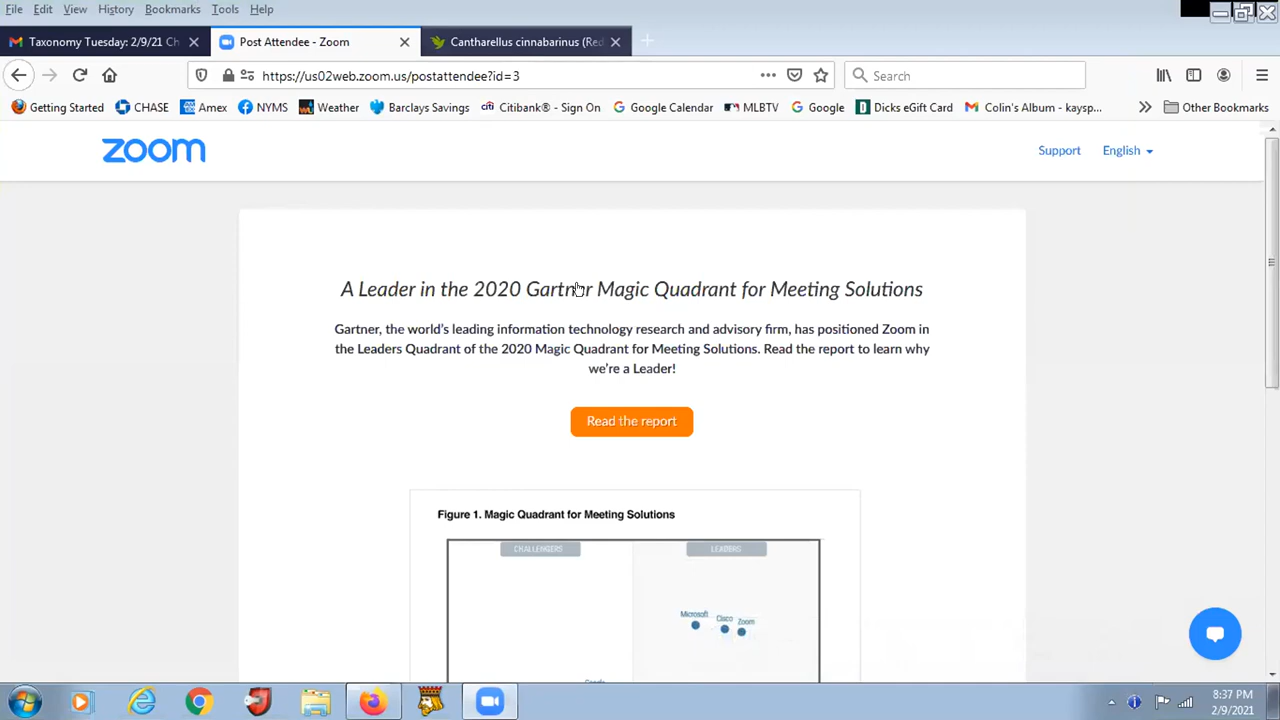 File Edit View History Bookmarks Tools Help
Taxonomy Tuesday: 2/9/21 Ch
Post Attendee - Zoom
Cantharellus cinnabarinus (Red
https://us02web.zoom.us/postattendee?id=3
Search
Getting Started CHASE Amex NYMS Weather Barclays Savings Citibank® - Sign On Google Calendar MLBTV Google Dicks eGift Card Colin's Album - kaysp... Other Bookmarks
zoom
Support English
A Leader in the 2020 Gartner Magic Quadrant for Meeting Solutions
Gartner, the world's leading information technology research and advisory firm, has positioned Zoom in
the Leaders Quadrant of the 2020 Magic Quadrant for Meeting Solutions. Read the report to learn why
we're a Leader!
Read the report
Figure 1. Magic Quadrant for Meeting Solutions
CHALLENGERS LEADERS
Microsoft Cisco Zoom
8:37 PM
2/9/2021